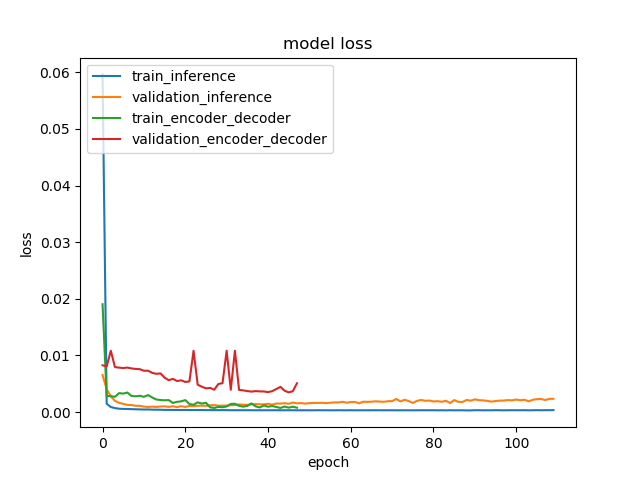 model loss
train_inference
validation_inference
train_encoder_decoder
validation_encoder_decoder
0.06
0.05
0.04
0.03
0.02
0.01
0.00
loss
0 20 40 60 80 100
epoch